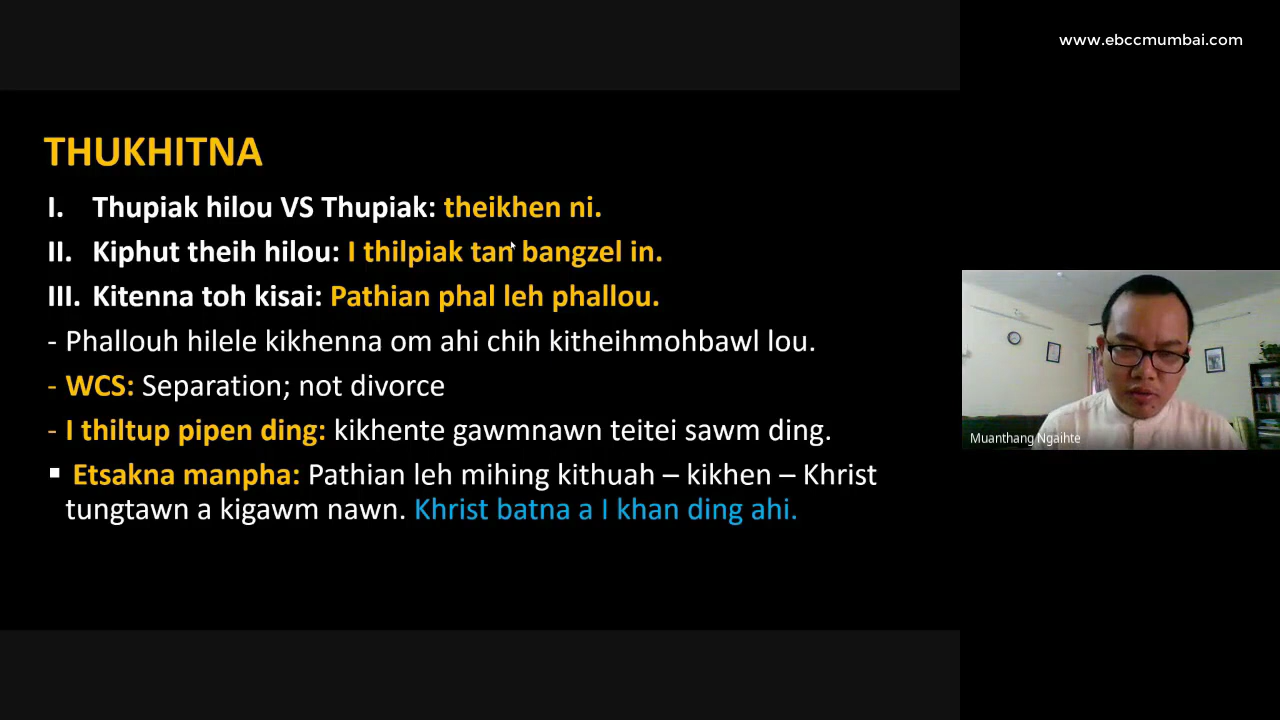 www.ebccmumbai.com
THUKHITNA
I. Thupiak hilou VS Thupiak: theikhen ni.
II. Kiphut theih hilou: I thilpiak tan bangzel in.
III. Kitenna toh kisai: Pathian phal leh phallou.
- Phallouh hilele kikhenna om ahi chih kitheihmohbawl lou.
- WCS: Separation; not divorce
- I thiltup pipen ding: kikhente gawmnawn teitei sawm ding.
▪ Etsakna manpha: Pathian leh mihing kithuah – kikhen – Khrist
tungtawn a kigawm nawn. Khrist batna a I khan ding ahi.
Muanthang Ngaihte